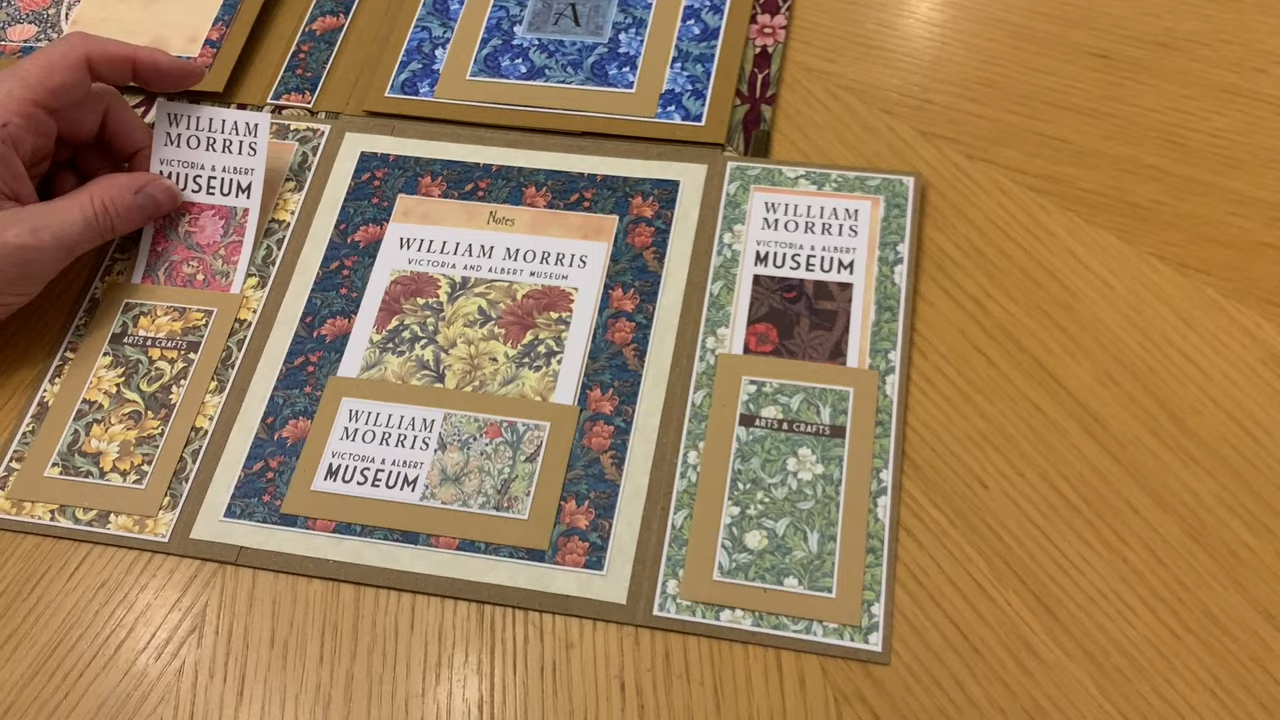 A
WILLIAM
MORRIS
VICTORIA & ALBERT
MUSEUM
ARTS & CRAFTS
Notes
WILLIAM MORRIS
VICTORIA AND ALBERT MUSEUM
WILLIAM
MORRIS
VICTORIA & ALBERT
MUSEUM
WILLIAM
MORRIS
VICTORIA & ALBERT
MUSEUM
ARTS & CRAFTS